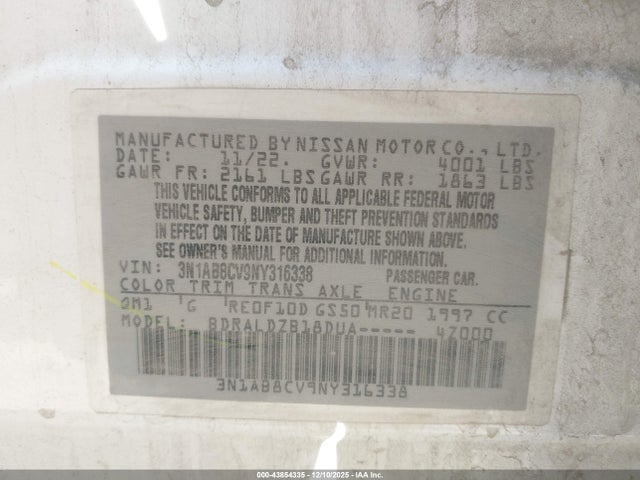 MANUFACTURED BY NISSAN MOTOR CO., LTD.
DATE: 11/22. GVWR: 4001 LBS
GAWR FR: 2161 LBS GAWR RR: 1863 LBS
THIS VEHICLE CONFORMS TO ALL APPLICABLE FEDERAL MOTOR
VEHICLE SAFETY, BUMPER AND THEFT PREVENTION STANDARDS
IN EFFECT ON THE DATE OF MANUFACTURE SHOWN ABOVE.
SEE OWNER'S MANUAL FOR ADDITIONAL INFORMATION.
VIN: 3N1AB8CV9NY316338 PASSENGER CAR.
COLOR TRIM TRANS AXLE ENGINE
QM1 G RE0F10D GS50 MR20 1997 CC
MODEL: BDRALDZB18DUA----- 47000
3N1AB8CV9NY316338
000-43854335 - 12/10/2025 - IAA Inc.